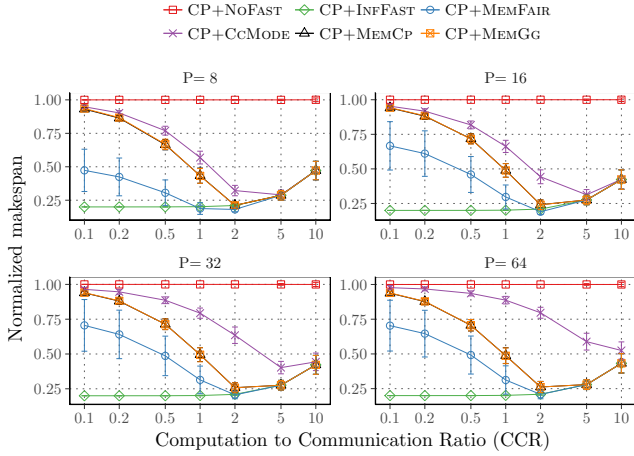 CP+NoFast CP+InfFast CP+MemFair
CP+CcMode CP+MemCp CP+MemGg
P= 8 P= 16
1.00 1.00
0.75 0.75
0.50 0.50
0.25 0.25
0.1 0.2 0.5 1 2 5 10 0.1 0.2 0.5 1 2 5 10
P= 32 P= 64
1.00 1.00
0.75 0.75
0.50 0.50
0.25 0.25
0.1 0.2 0.5 1 2 5 10 0.1 0.2 0.5 1 2 5 10
Normalized makespan
Computation to Communication Ratio (CCR)